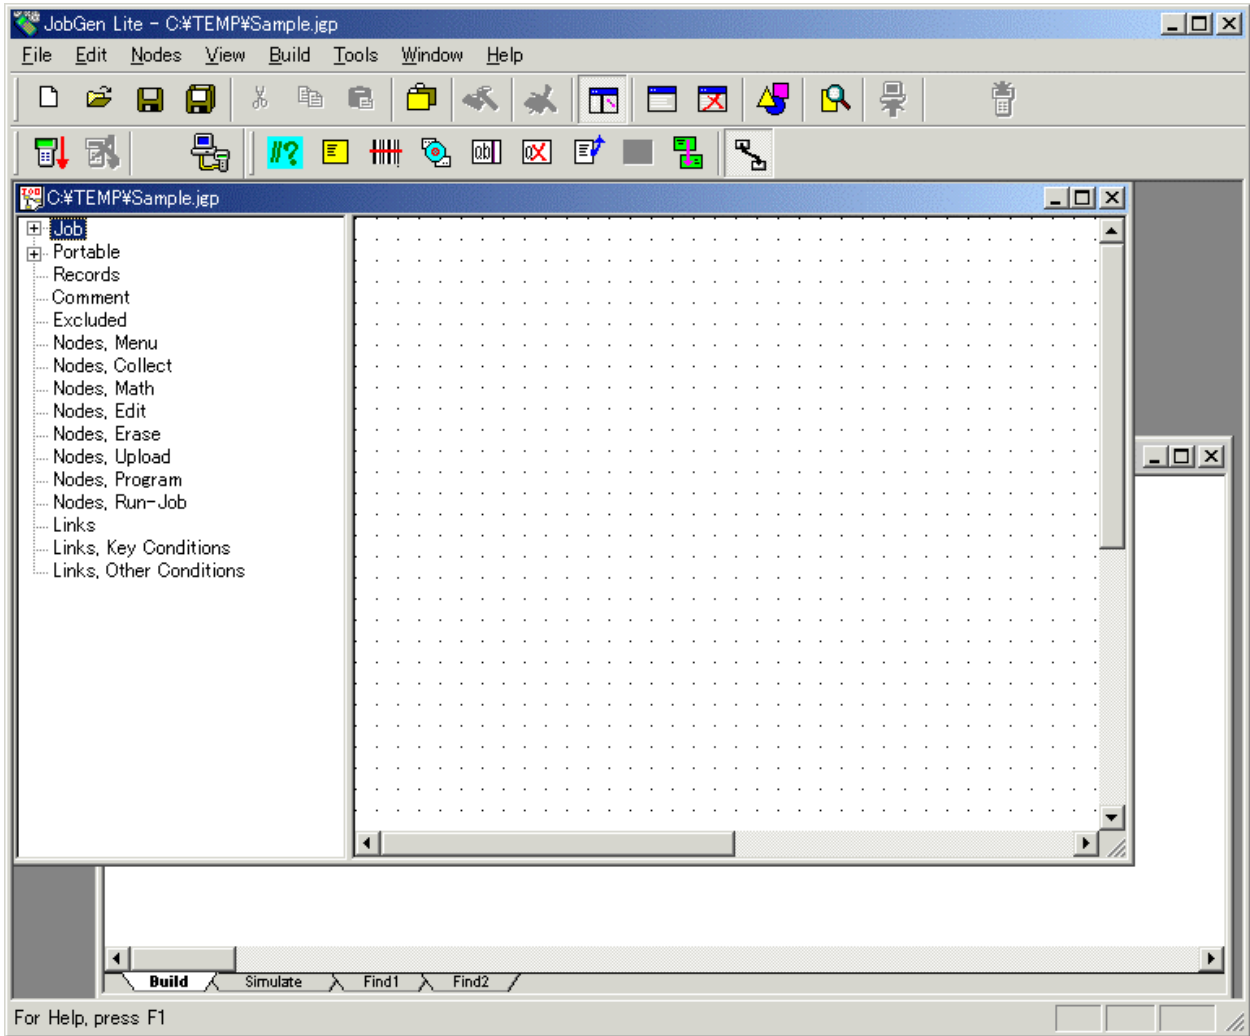 JobGen Lite - C:¥TEMP¥Sample.jgp
File Edit Nodes View Build Tools Window Help
//?
ab
C:¥TEMP¥Sample.jgp
Job
Portable
Records
Comment
Excluded
Nodes, Menu
Nodes, Collect
Nodes, Math
Nodes, Edit
Nodes, Erase
Nodes, Upload
Nodes, Program
Nodes, Run-Job
Links
Links, Key Conditions
Links, Other Conditions
Build Simulate Find1 Find2
For Help, press F1